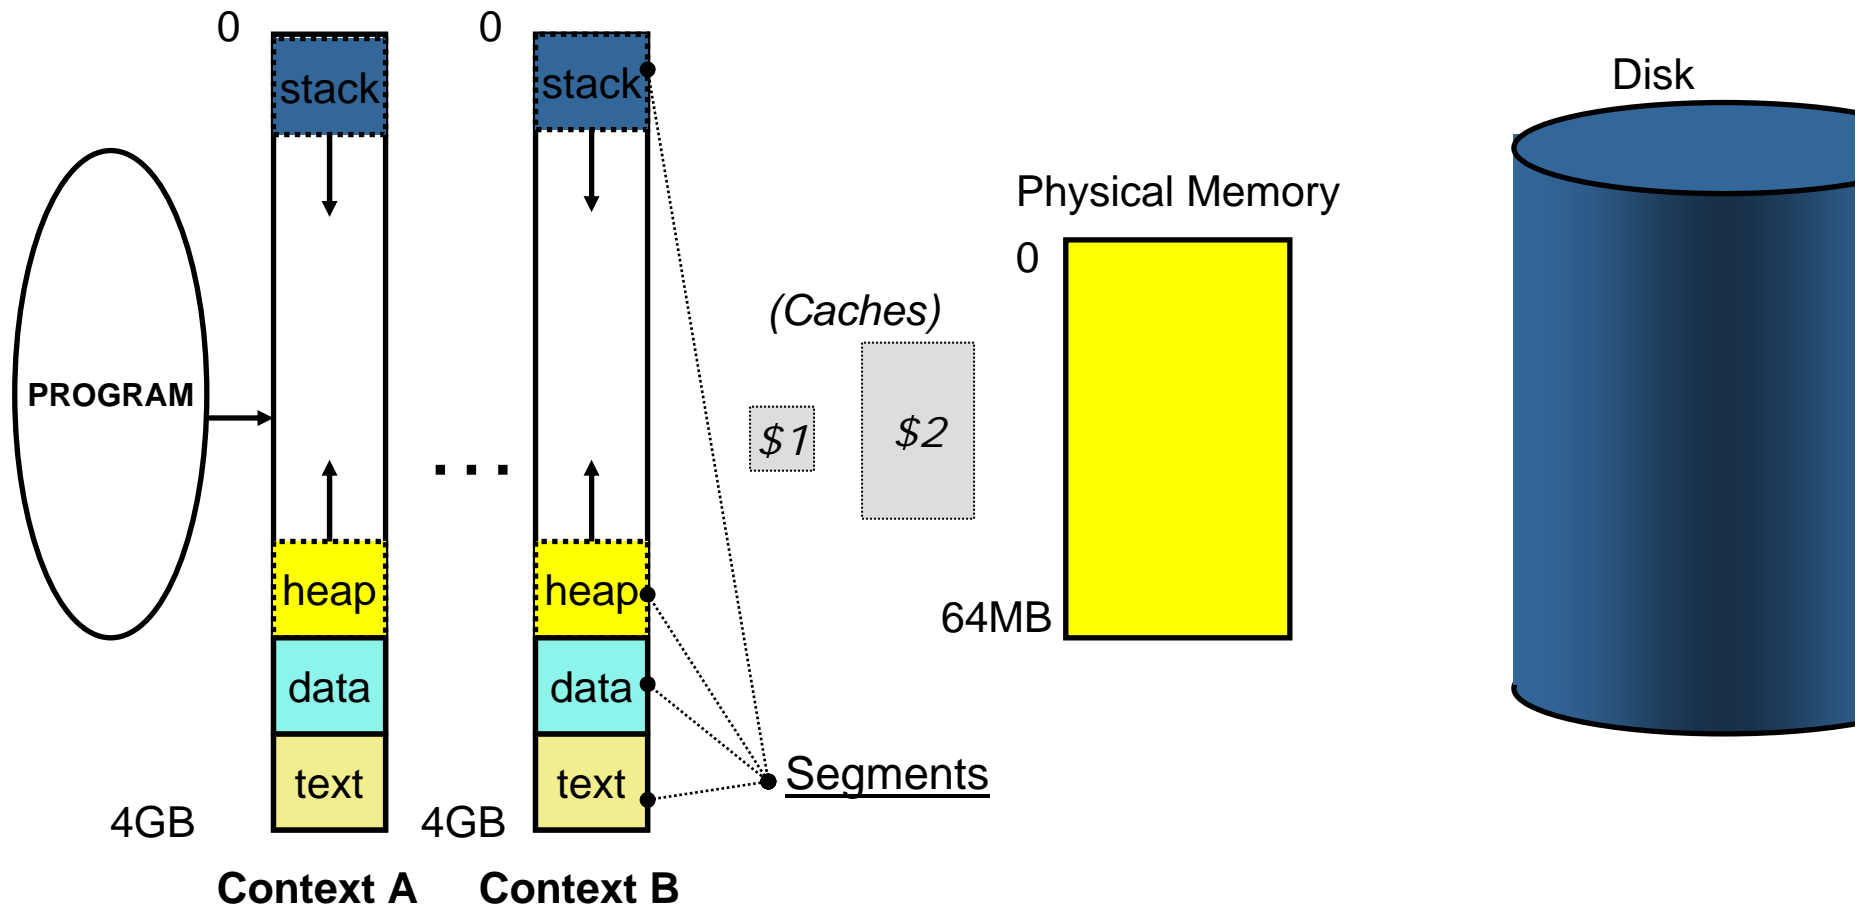 0
stack
heap
data
text
4GB
Context A
PROGRAM
...
0
stack
heap
data
text
4GB
Context B
Segments
(Caches)
$1
$2
Physical Memory
0
64MB
Disk